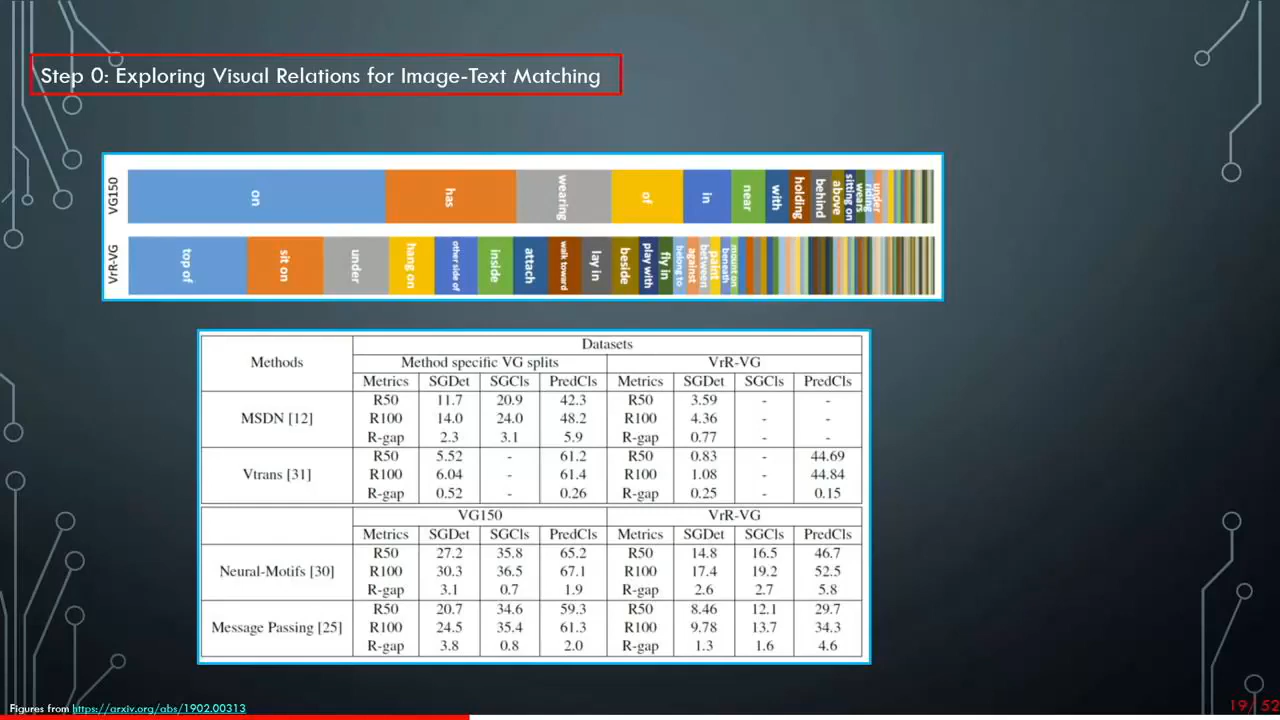 Step 0: Exploring Visual Relations for Image-Text Matching
VG150 on has wearing of in near with holding behind above sitting on wears riding under
VrR-VG top of sit on under hang on other side of inside attach walk toward lay in beside play with fly in belong to against between paint beneath mount on
Methods Datasets
Method specific VG splits VrR-VG
Metrics SGDet SGCls PredCls Metrics SGDet SGCls PredCls
MSDN [12] R50 11.7 20.9 42.3 R50 3.59 - -
R100 14.0 24.0 48.2 R100 4.36 - -
R-gap 2.3 3.1 5.9 R-gap 0.77 - -
Vtrans [31] R50 5.52 - 61.2 R50 0.83 - 44.69
R100 6.04 - 61.4 R100 1.08 - 44.84
R-gap 0.52 - 0.26 R-gap 0.25 - 0.15
VG150 VrR-VG
Metrics SGDet SGCls PredCls Metrics SGDet SGCls PredCls
Neural-Motifs [30] R50 27.2 35.8 65.2 R50 14.8 16.5 46.7
R100 30.3 36.5 67.1 R100 17.4 19.2 52.5
R-gap 3.1 0.7 1.9 R-gap 2.6 2.7 5.8
Message Passing [25] R50 20.7 34.6 59.3 R50 8.46 12.1 29.7
R100 24.5 35.4 61.3 R100 9.78 13.7 34.3
R-gap 3.8 0.8 2.0 R-gap 1.3 1.6 4.6
Figures from https://arxiv.org/abs/1902.00313
19/ 52